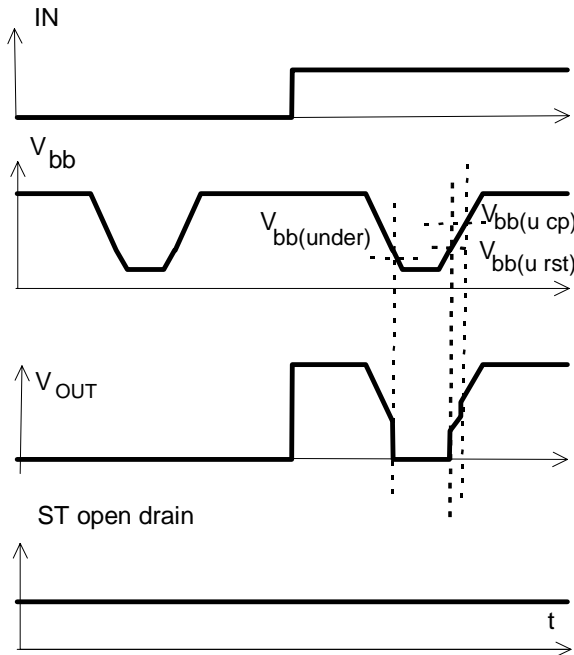 IN
Vbb
Vbb(under)
Vbb(u cp)
Vbb(u rst)
VOUT
ST open drain
t